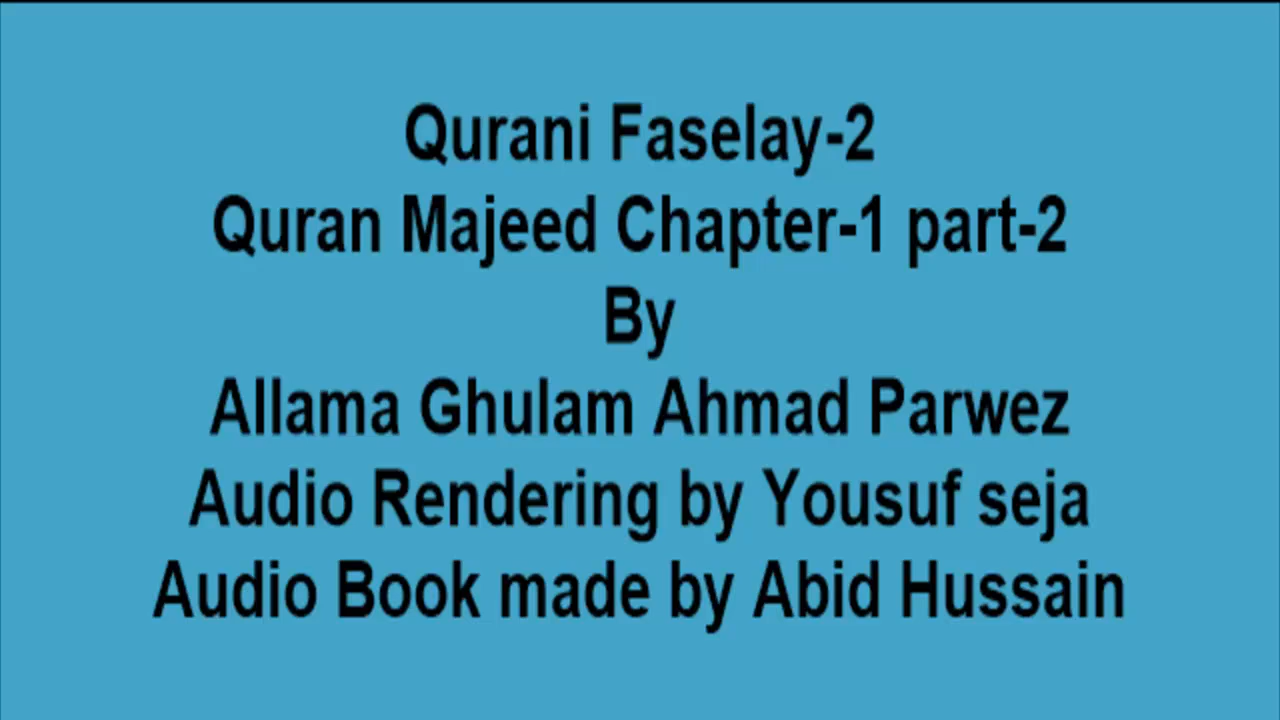 Qurani Faselay-2
Quran Majeed Chapter-1 part-2
By
Allama Ghulam Ahmad Parwez
Audio Rendering by Yousuf seja
Audio Book made by Abid Hussain